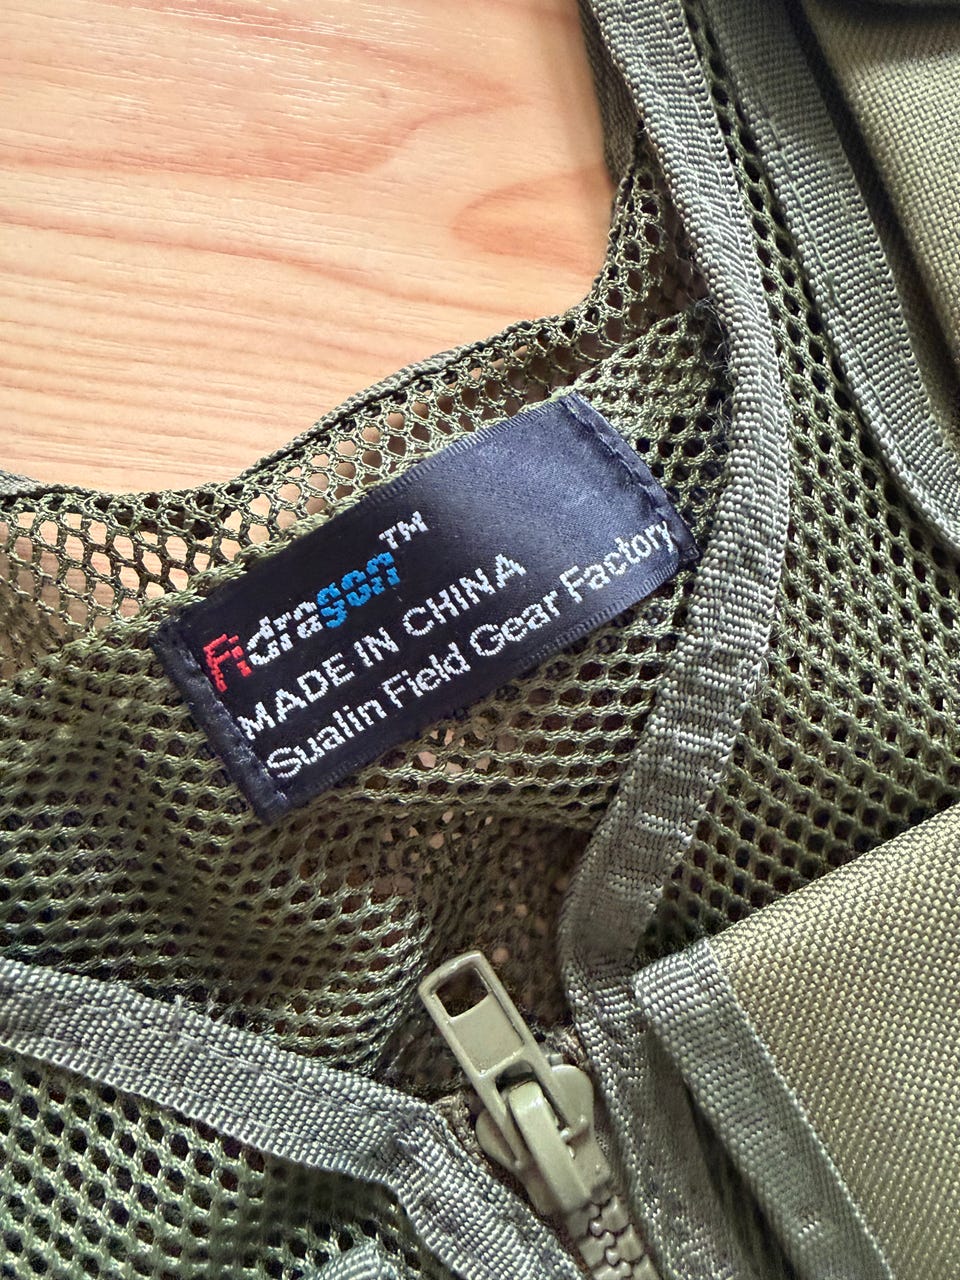 Fidragon™
MADE IN CHINA
Sualin Field Gear Factory